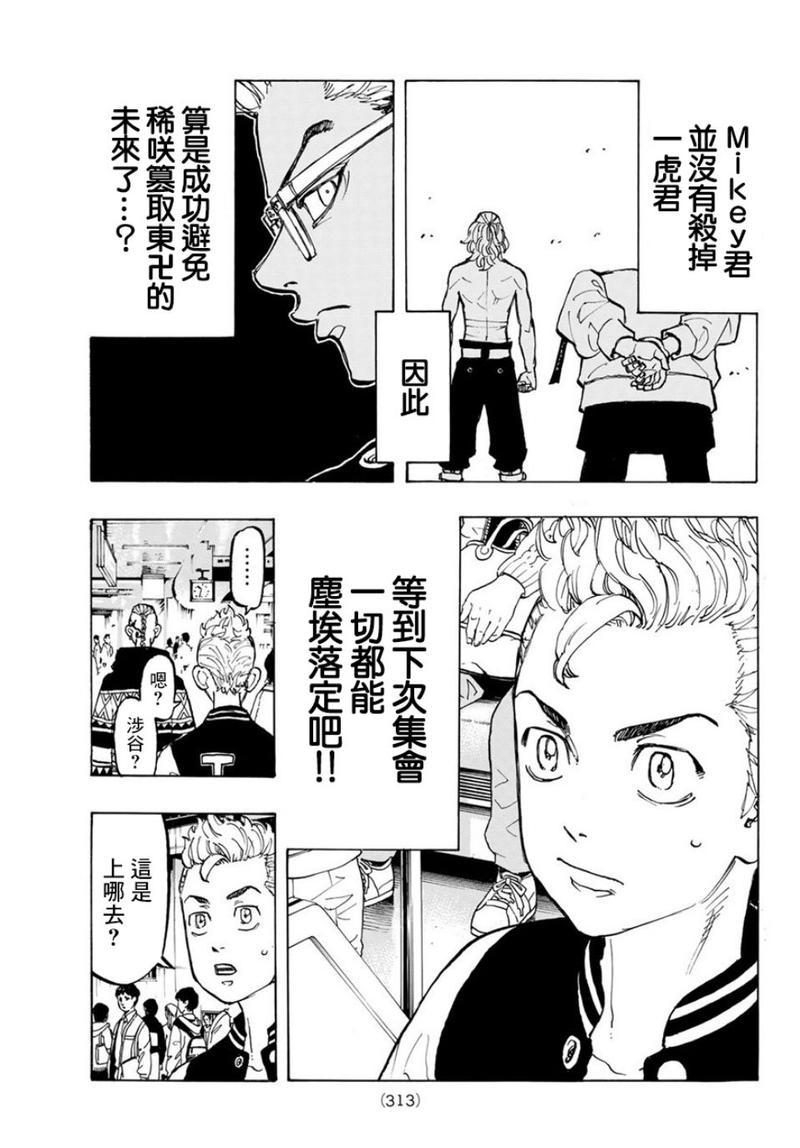 Mikey君
並沒有殺掉
一虎君
因此
算是成功避免
稀咲篡取東卍的
未來了…？
等到下次集會
一切都能
塵埃落定吧!!
……
嗯？
涉谷？
T
這是
上哪去？
(313)